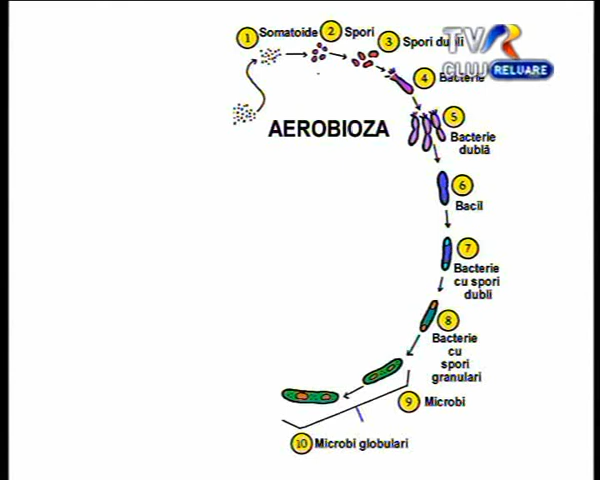 1 Somatoide
2 Spori
3 Spori dubli
TVR
CLUJ RELUARE
4 Bacterie
5
Bacterie
dublă
AEROBIOZA
6
Bacil
7
Bacterie
cu spori
dubli
8
Bacterie
cu
spori
granulari
9 Microbi
10 Microbi globulari